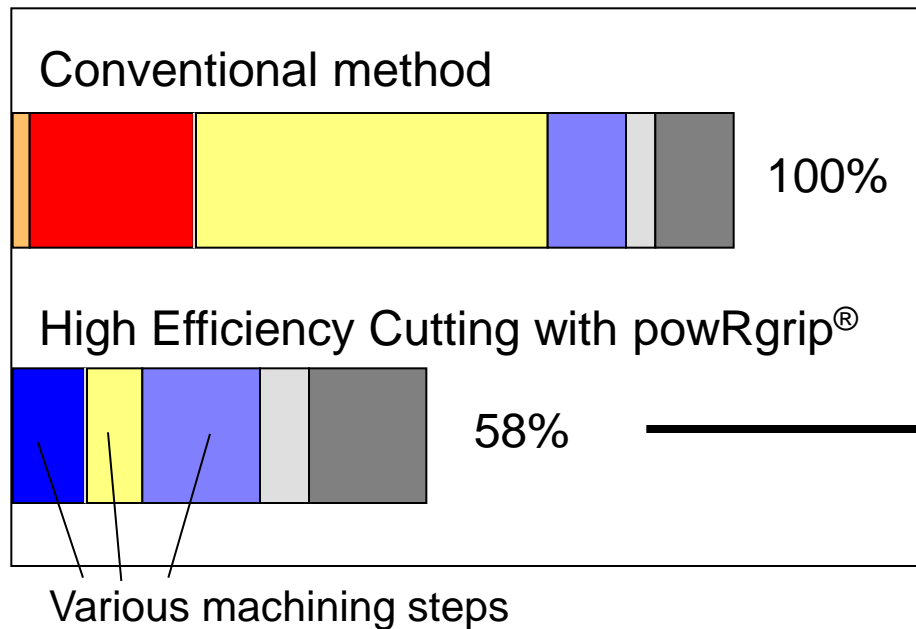 Conventional method
100%
High Efficiency Cutting with powRgrip®
58%
Various machining steps